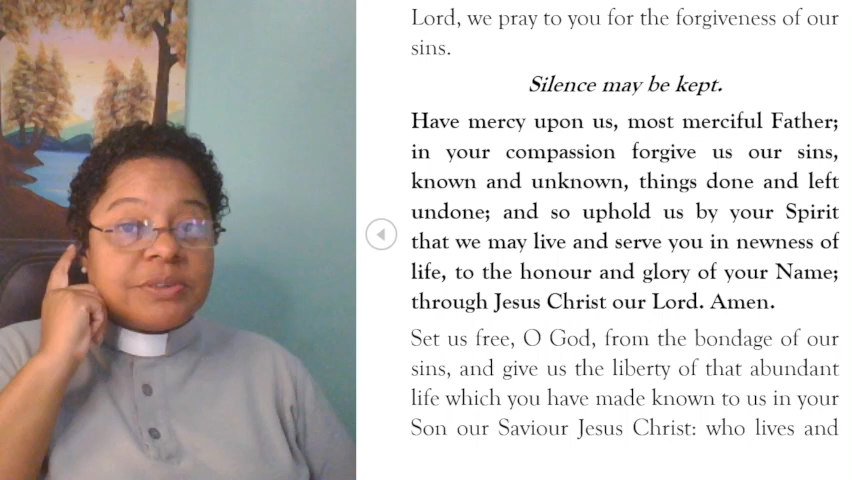 Lord, we pray to you for the forgiveness of our
sins.
Silence may be kept.
Have mercy upon us, most merciful Father;
in your compassion forgive us our sins,
known and unknown, things done and left
undone; and so uphold us by your Spirit
that we may live and serve you in newness of
life, to the honour and glory of your Name;
through Jesus Christ our Lord. Amen.
Set us free, O God, from the bondage of our
sins, and give us the liberty of that abundant
life which you have made known to us in your
Son our Saviour Jesus Christ: who lives and